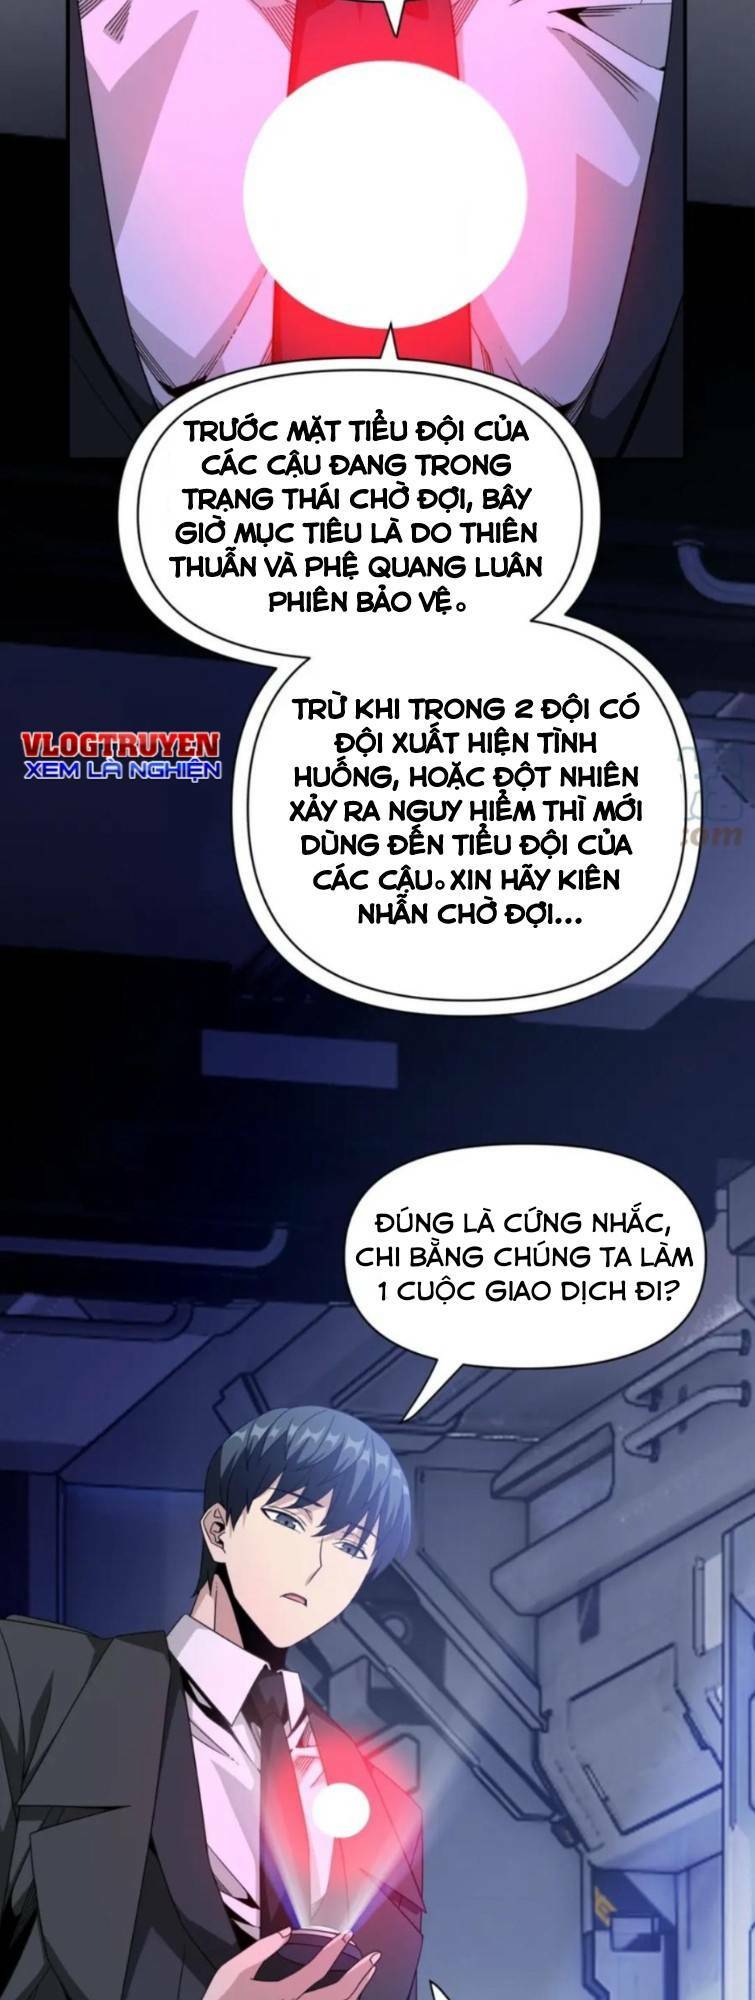 TRƯỚC MẶT TIỂU ĐỘI CỦA
CÁC CẬU ĐANG TRONG
TRẠNG THÁI CHỜ ĐỢI, BÂY
GIỜ MỤC TIÊU LÀ DO THIÊN
THUẪN VÀ PHỆ QUANG LUÂN
PHIÊN BẢO VỆ.
TRỪ KHI TRONG 2 ĐỘI CÓ
ĐỘI XUẤT HIỆN TÌNH
HUỐNG, HOẶC ĐỘT NHIÊN
XẢY RA NGUY HIỂM THÌ MỚI
DÙNG ĐẾN TIỂU ĐỘI CỦA
CÁC CẬU. XIN HÃY KIÊN
NHẪN CHỜ ĐỢI...
VLOGTRUYEN
XEM LÀ NGHIỆN
com
ĐÚNG LÀ CỨNG NHẮC,
CHI BẰNG CHÚNG TA LÀM
1 CUỘC GIAO DỊCH ĐI?